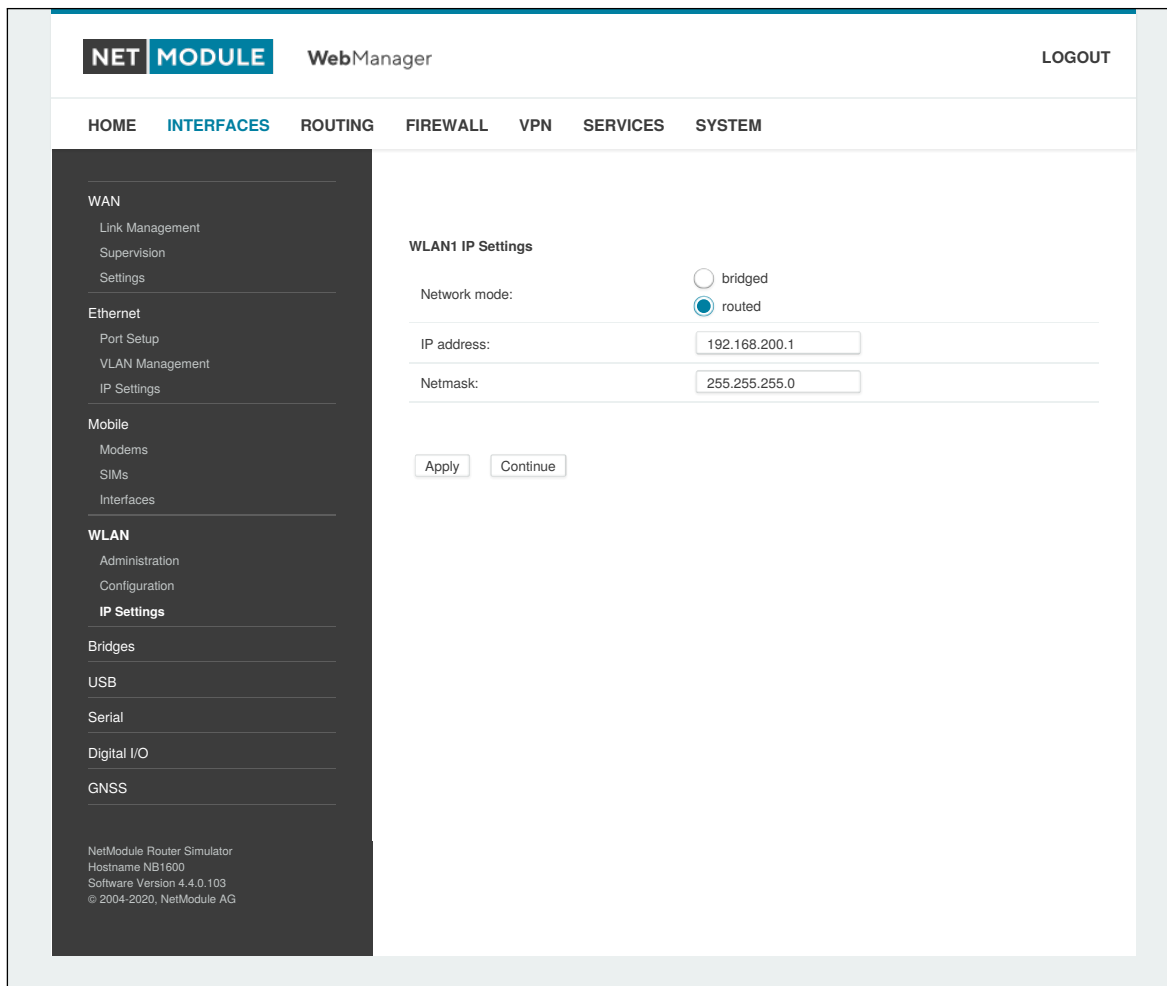 NET MODULE WebManager LOGOUT
HOME INTERFACES ROUTING FIREWALL VPN SERVICES SYSTEM
WAN
Link Management
Supervision
Settings
Ethernet
Port Setup
VLAN Management
IP Settings
Mobile
Modems
SIMs
Interfaces
WLAN
Administration
Configuration
IP Settings
Bridges
USB
Serial
Digital I/O
GNSS
NetModule Router Simulator
Hostname NB1600
Software Version 4.4.0.103
© 2004-2020, NetModule AG
WLAN1 IP Settings
Network mode:
bridged
routed
IP address: 192.168.200.1
Netmask: 255.255.255.0
Apply Continue